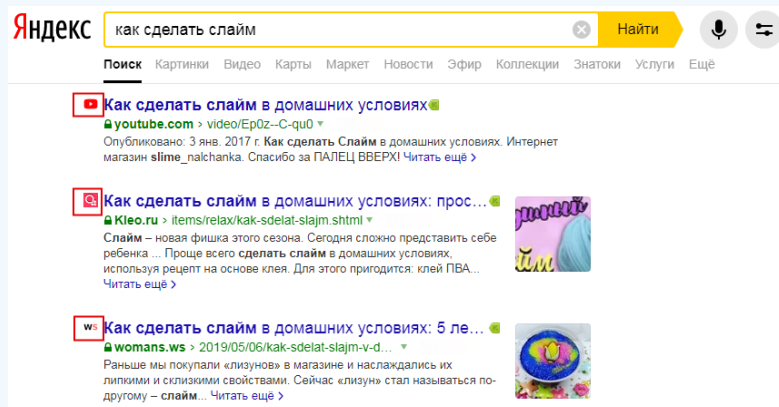 Яндекс
как сделать слайм
Найти
Поиск Картинки Видео Карты Маркет Новости Эфир Коллекции Знатоки Услуги Ещё
Как сделать слайм в домашних условиях
youtube.com > video/Ep0z--C-qu0
Опубликовано: 3 янв. 2017 г. Как сделать Слайм в домашних условиях. Интернет
магазин slime_nalchanka. Спасибо за ПАЛЕЦ ВВЕРХ! Читать ещё >
Как сделать слайм в домашних условиях: прос...
Kleo.ru > items/relax/kak-sdelat-slajm.shtml
Слайм – новая фишка этого сезона. Сегодня сложно представить себе
ребенка ... Проще всего сделать слайм в домашних условиях,
используя рецепт на основе клея. Для этого пригодится: клей ПВА...
Читать ещё >
ws
Как сделать слайм в домашних условиях: 5 ле...
womans.ws > 2019/05/06/kak-sdelat-slajm-v-d...
Раньше мы покупали «лизунов» в магазине и наслаждались их
липкими и склизкими свойствами. Сейчас «лизун» стал называться по-
другому – слайм... Читать ещё >